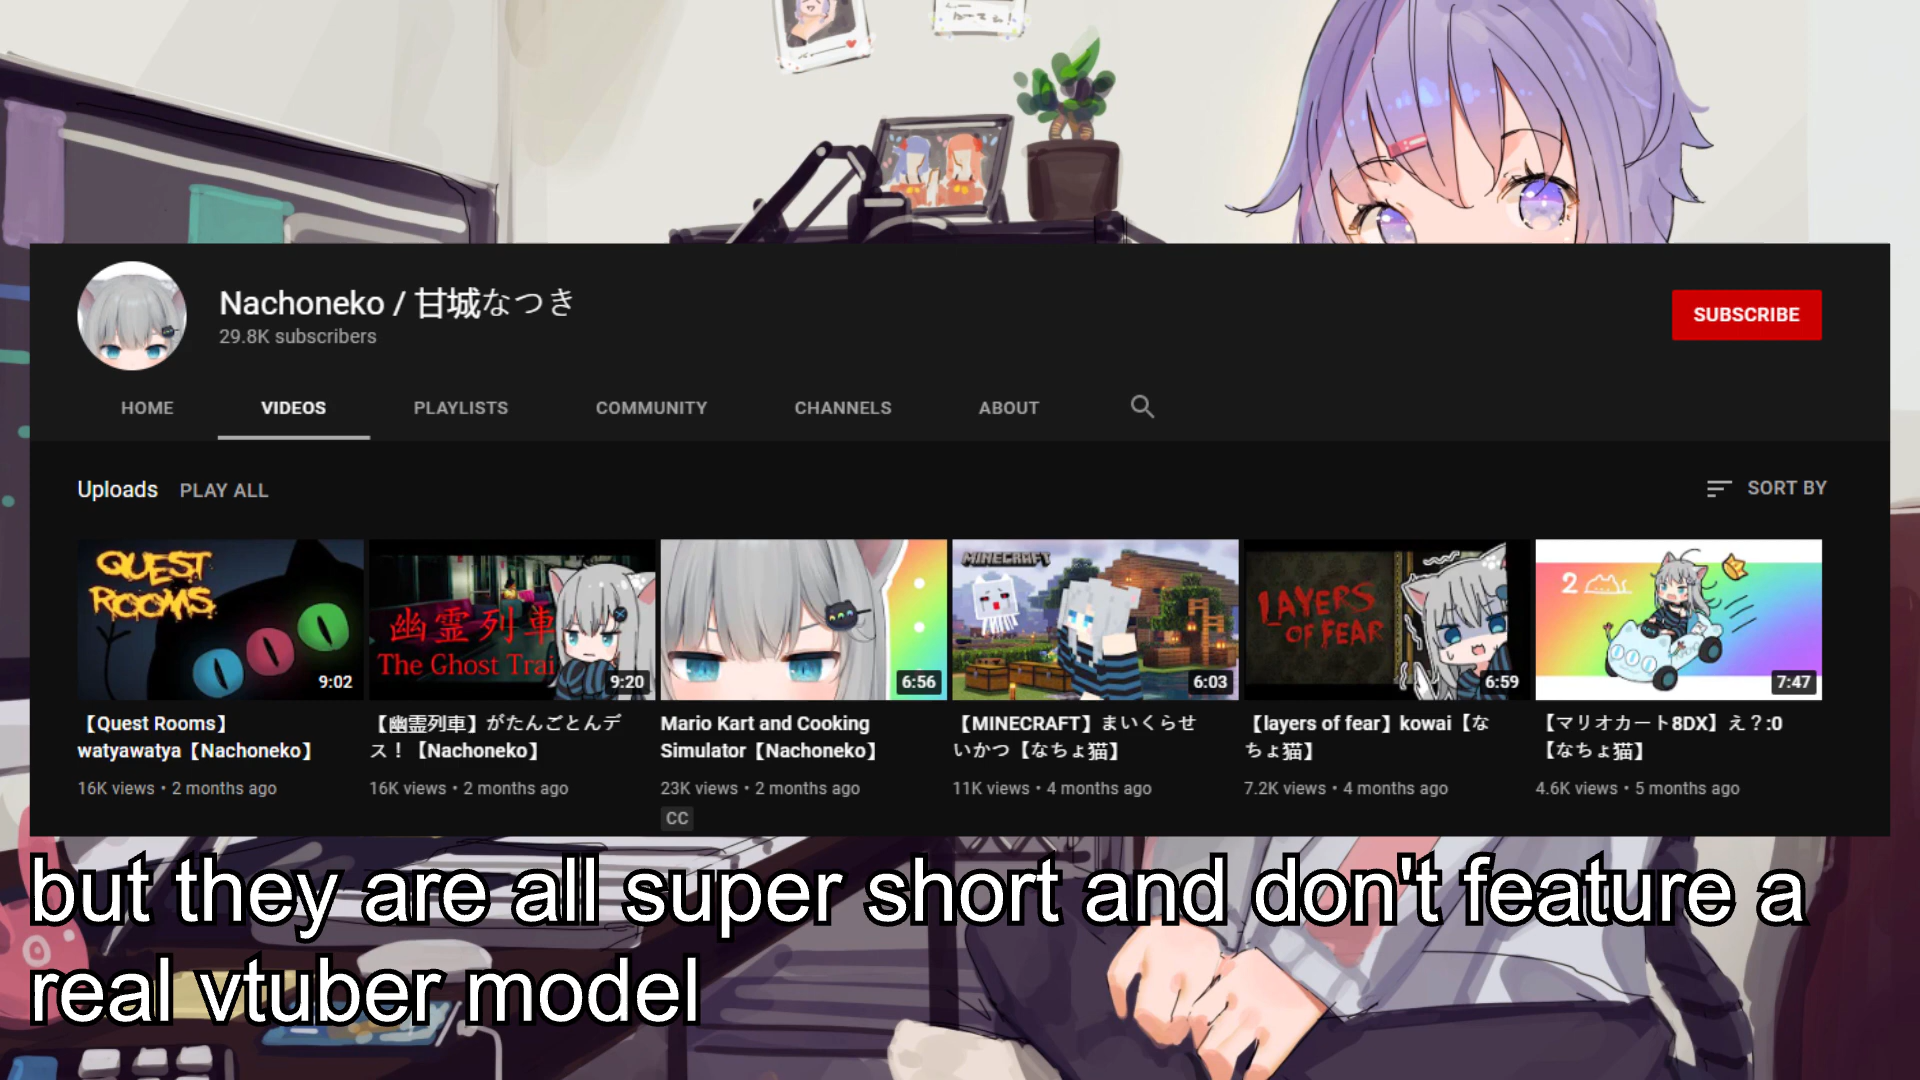 Nachoneko / 甘城なつき
29.8K subscribers
SUBSCRIBE
HOME VIDEOS PLAYLISTS COMMUNITY CHANNELS ABOUT
Uploads PLAY ALL SORT BY
QUEST
ROOMS
9:02
幽霊列車
The Ghost Trai
9:20
6:56
MINECRAFT
6:03
LAYERS
OF FEAR
6:59
2
7:47
【Quest Rooms】
watyawatya【Nachoneko】
16K views • 2 months ago
【幽霊列車】がたんごとんデ
ス！【Nachoneko】
16K views • 2 months ago
Mario Kart and Cooking
Simulator【Nachoneko】
23K views • 2 months ago
CC
【MINECRAFT】まいくらせ
いかつ【なちょ猫】
11K views • 4 months ago
【layers of fear】kowai【な
ちょ猫】
7.2K views • 4 months ago
【マリオカート8DX】え？:0
【なちょ猫】
4.6K views • 5 months ago
but they are all super short and don't feature a
real vtuber model